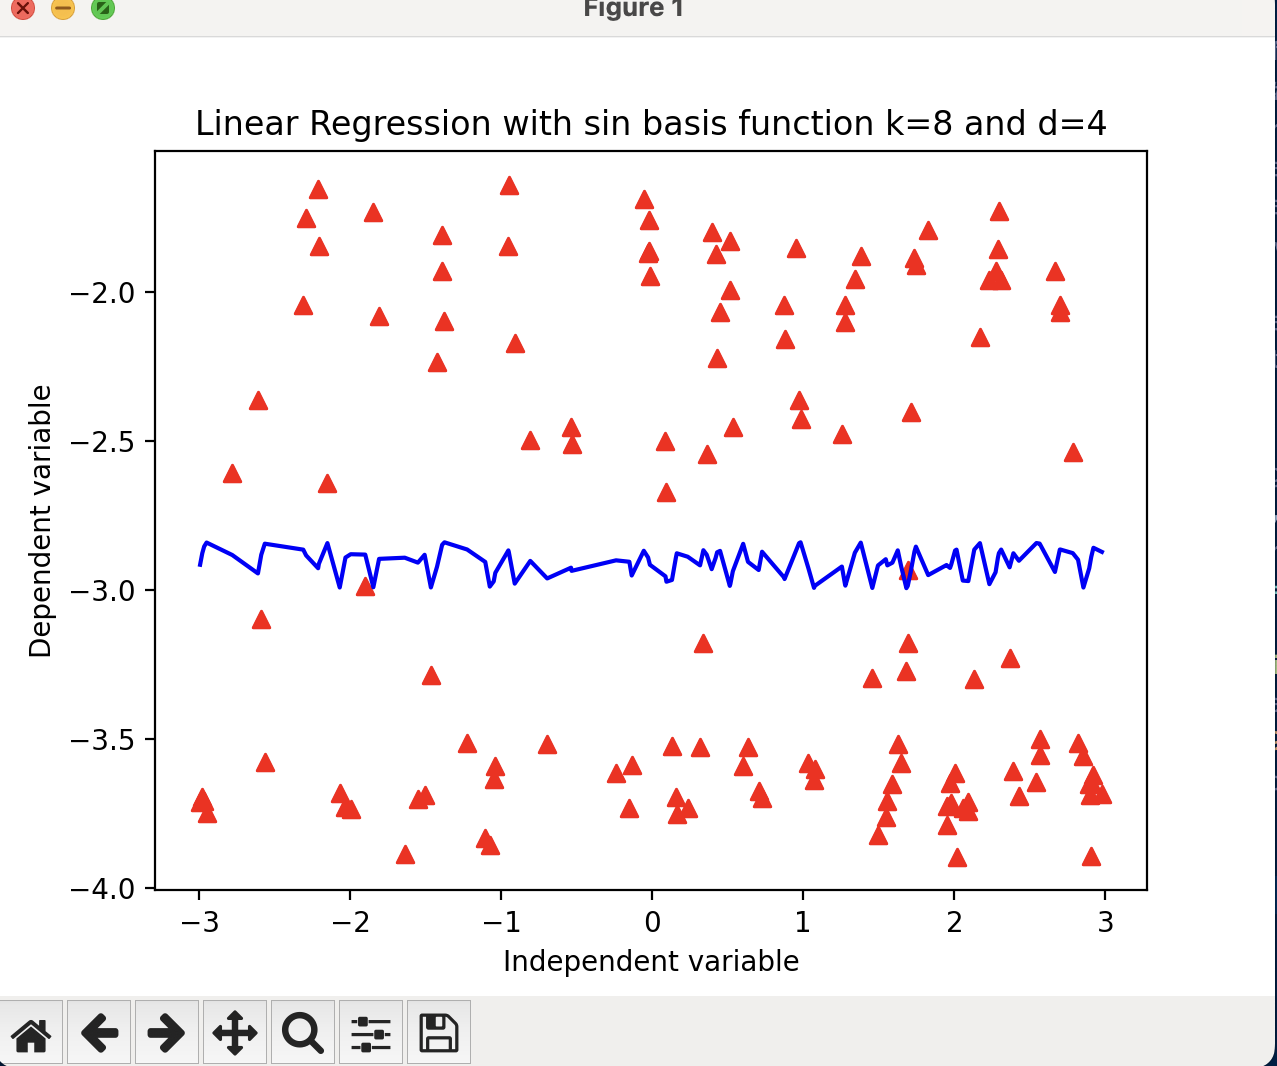 Figure 1
Linear Regression with sin basis function k=8 and d=4
−2.0
−2.5
−3.0
−3.5
−4.0
Dependent variable
−3 −2 −1 0 1 2 3
Independent variable